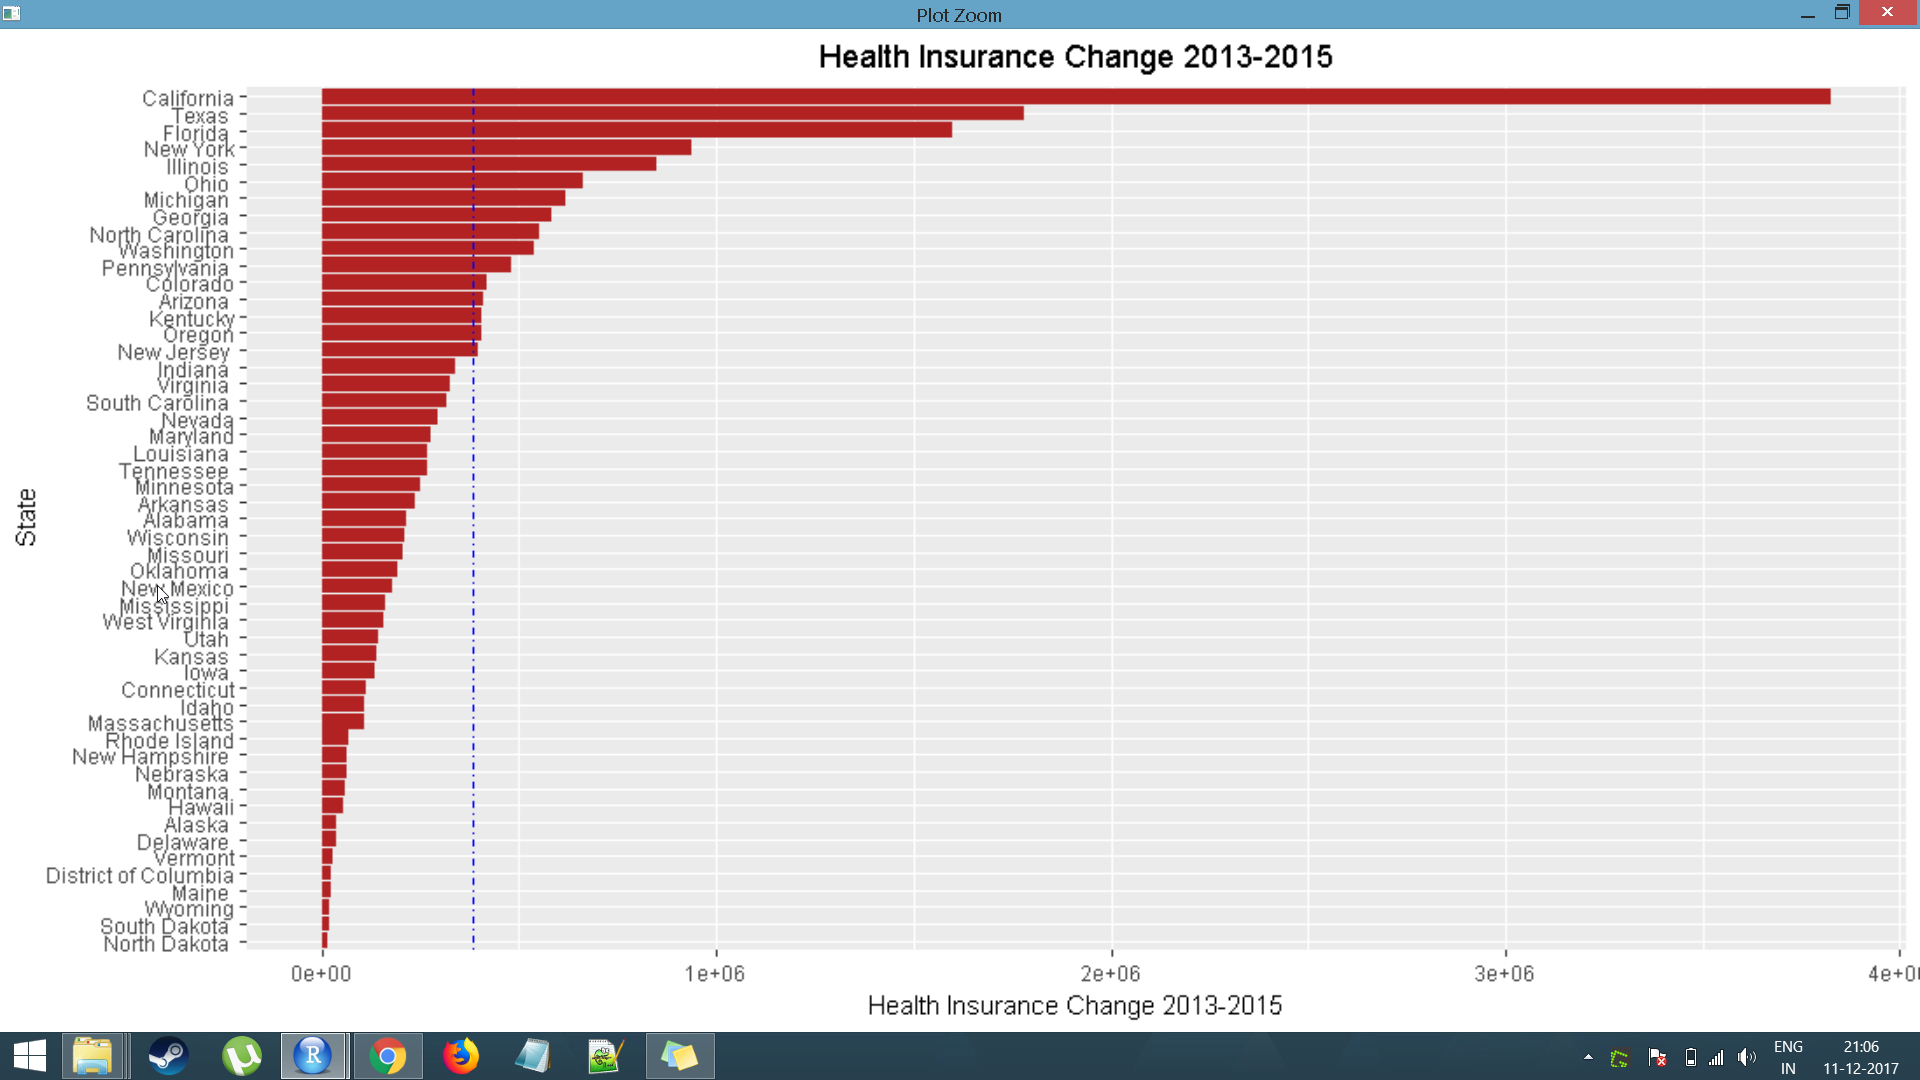 Plot Zoom
Health Insurance Change 2013-2015
California
Texas
Florida
New York
Illinois
Ohio
Michigan
Georgia
North Carolina
Washington
Pennsylvania
Colorado
Arizona
Kentucky
Oregon
New Jersey
Indiana
Virginia
South Carolina
Nevada
Maryland
Louisiana
Tennessee
Minnesota
Arkansas
Alabama
Wisconsin
Missouri
Oklahoma
New Mexico
Mississippi
West Virginia
Utah
Kansas
Iowa
Connecticut
Idaho
Massachusetts
Rhode Island
New Hampshire
Nebraska
Montana
Hawaii
Alaska
Delaware
Vermont
District of Columbia
Maine
Wyoming
South Dakota
North Dakota
State
0e+00 1e+06 2e+06 3e+06 4e+0
Health Insurance Change 2013-2015
R
ENG 21:06
IN 11-12-2017